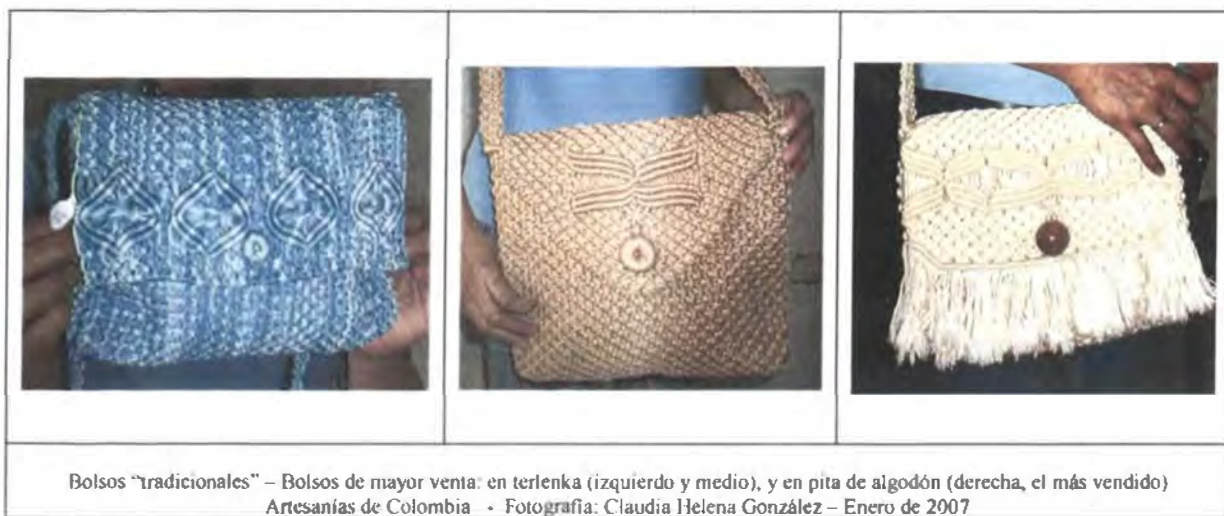 Bolsos “tradicionales” – Bolsos de mayor venta: en terlenka (izquierdo y medio), y en pita de algodón (derecha, el más vendido)
Artesanías de Colombia - Fotografía: Claudia Helena González – Enero de 2007